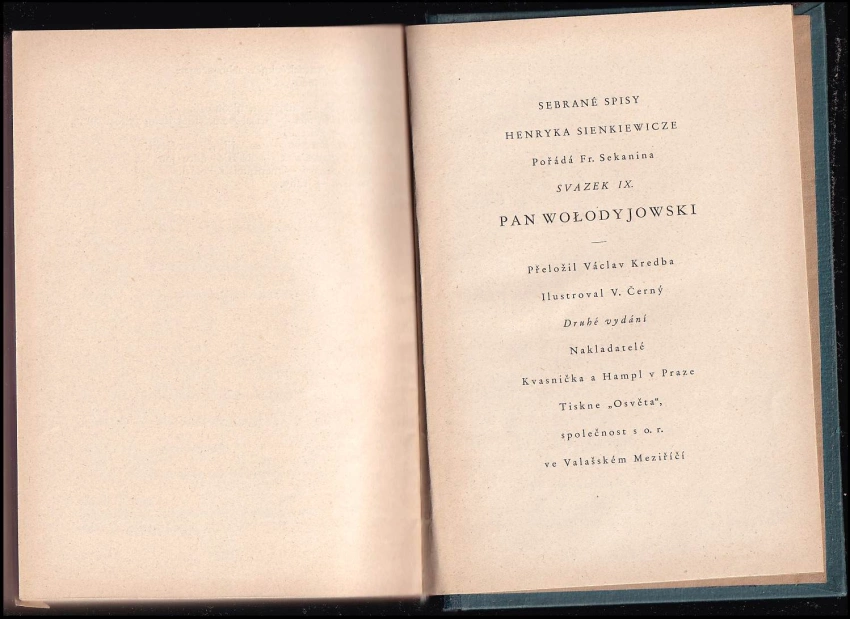 SEBRANÉ SPISY
HENRYKA SIENKIEWICZE
Pořádá Fr. Sekanina
SVAZEK IX.
PAN WOŁODYJOWSKI
Přeložil Václav Kredba
Ilustroval V. Černý
Druhé vydání
Nakladatelé
Kvasnička a Hampl v Praze
Tiskne „Osvěta“,
společnost s o. r.
ve Valašském Meziříčí